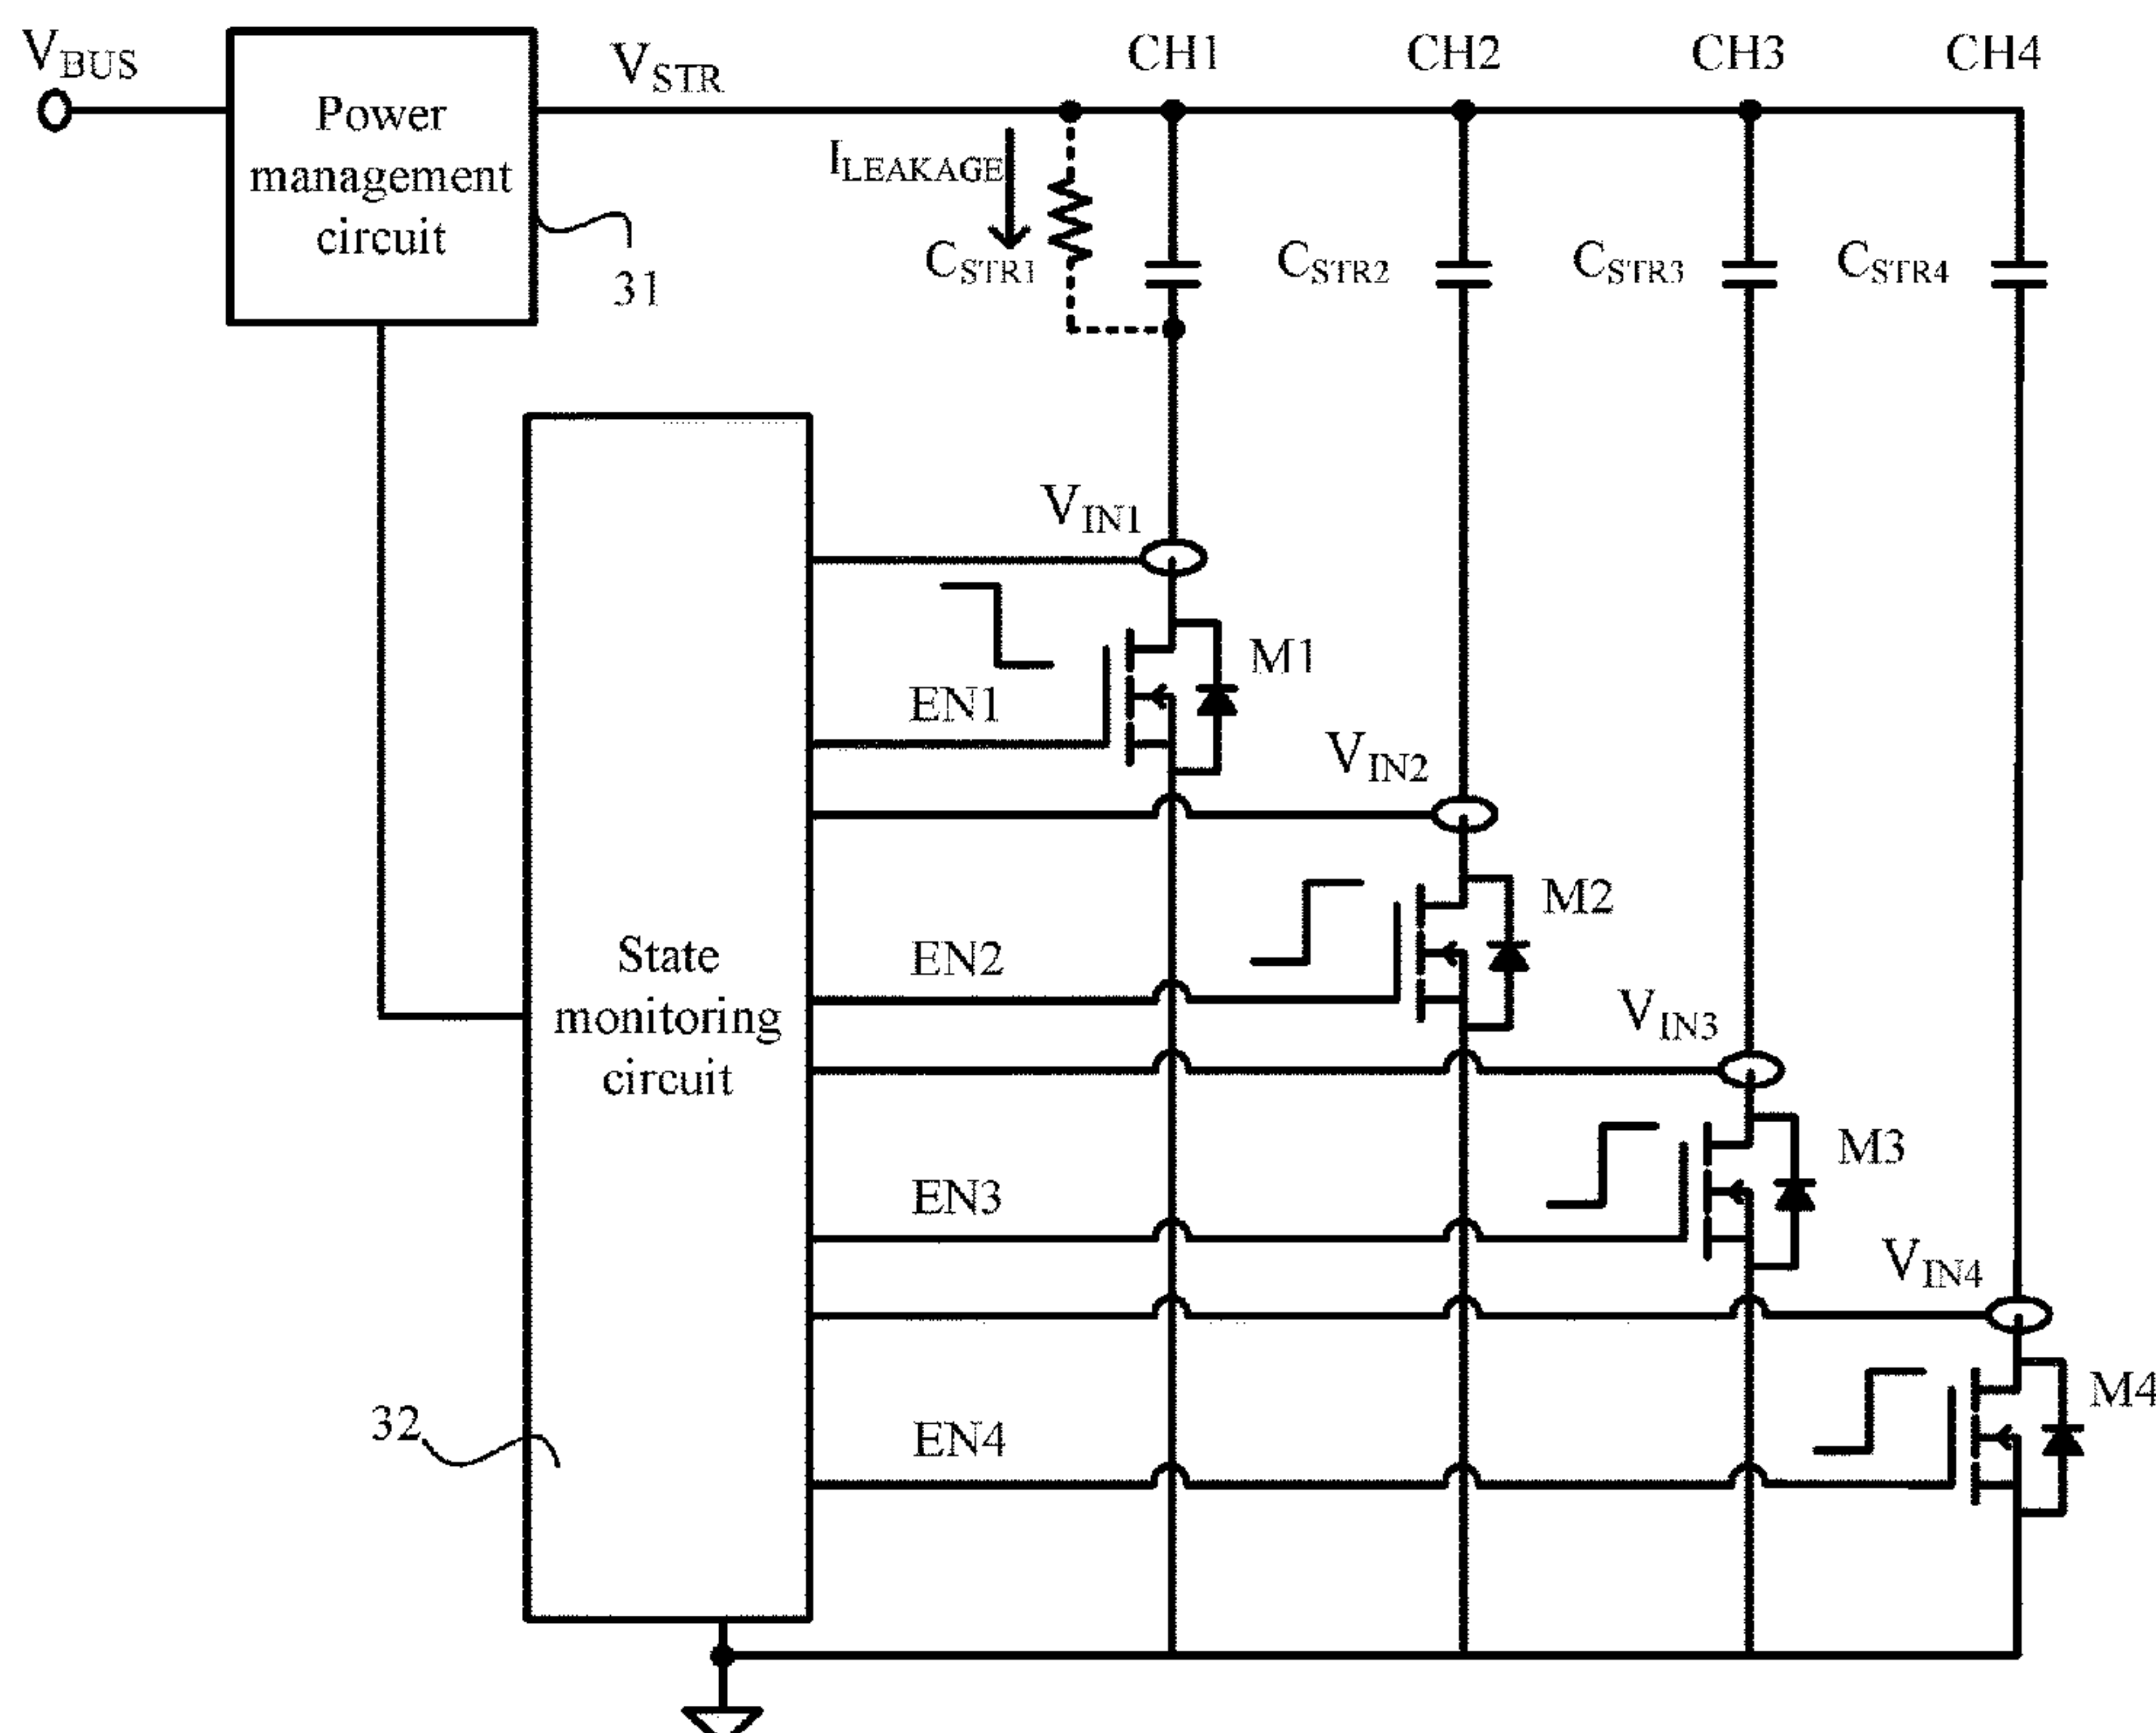 VBUS
Power
management
circuit
31
VSTR
CH1
CH2
CH3
CH4
ILEAKAGE
CSTR1
CSTR2
CSTR3
CSTR4
VIN1
M1
EN1
VIN2
M2
EN2
VIN3
M3
EN3
VIN4
M4
EN4
State
monitoring
circuit
32